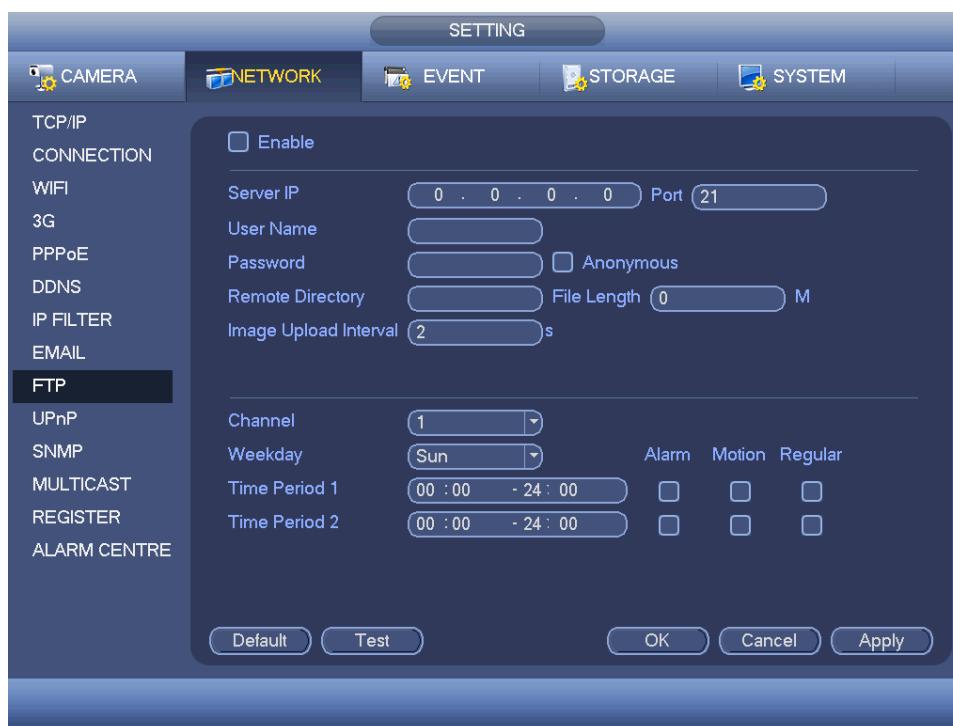 SETTING
CAMERA NETWORK EVENT STORAGE SYSTEM
TCP/IP
CONNECTION
WIFI
3G
PPPoE
DDNS
IP FILTER
EMAIL
FTP
UPnP
SNMP
MULTICAST
REGISTER
ALARM CENTRE
Enable
Server IP 0 . 0 . 0 . 0 Port 21
User Name
Password Anonymous
Remote Directory File Length 0 M
Image Upload Interval 2 s
Channel 1
Weekday Sun Alarm Motion Regular
Time Period 1 00 : 00 - 24 : 00
Time Period 2 00 : 00 - 24 : 00
Default Test OK Cancel Apply